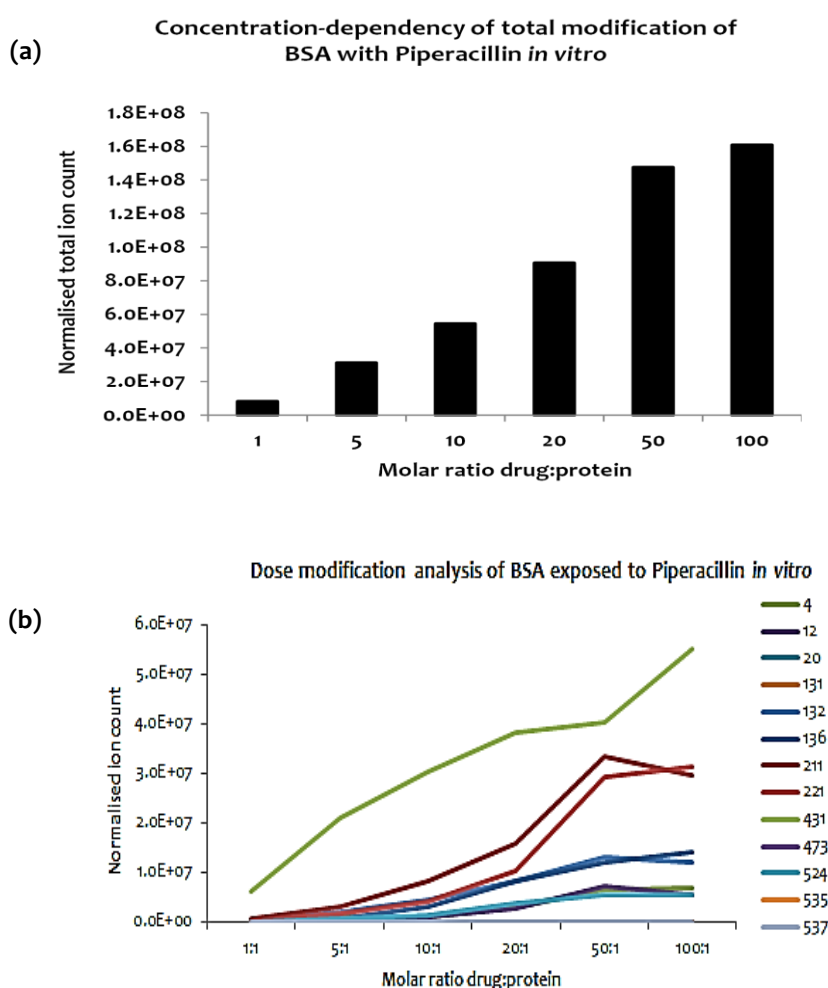 (a)
Concentration-dependency of total modification of
BSA with Piperacillin in vitro
Normalised total ion count
1.8E+08
1.6E+08
1.4E+08
1.2E+08
1.0E+08
8.0E+07
6.0E+07
4.0E+07
2.0E+07
0.0E+00
1 5 10 20 50 100
Molar ratio drug:protein
(b)
Dose modification analysis of BSA exposed to Piperacillin in vitro
Normalised Ion count
6.0E+07
5.0E+07
4.0E+07
3.0E+07
2.0E+07
1.0E+07
0.0E+00
1:1 5:1 10:1 20:1 50:1 100:1
Molar ratio drug:protein
4
12
20
131
132
136
211
221
431
473
524
535
537